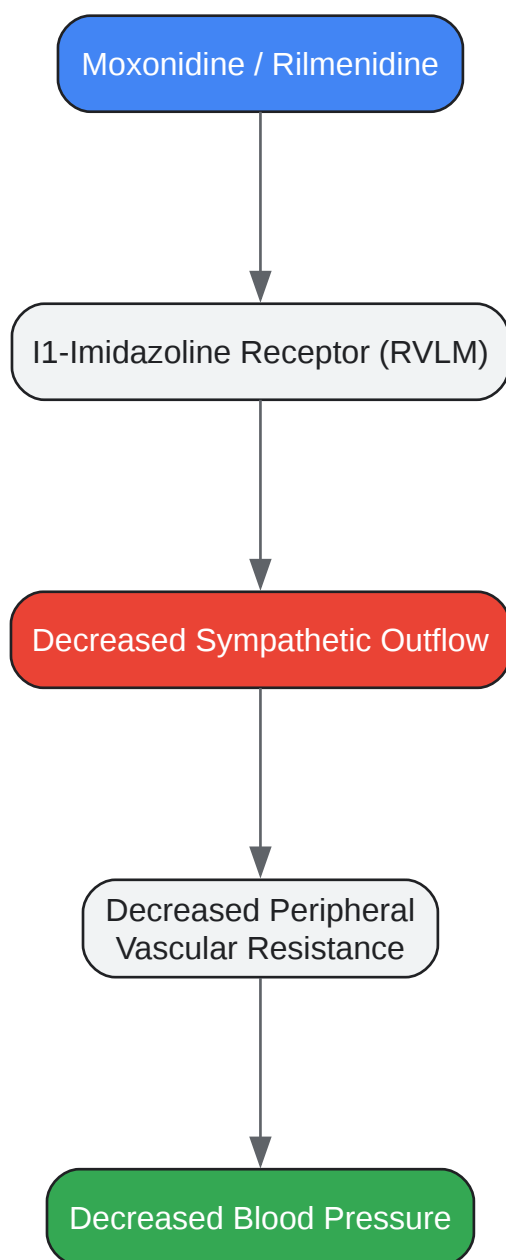 Moxonidine / Rilmenidine
I1-Imidazoline Receptor (RVLM)
Decreased Sympathetic Outflow
Decreased Peripheral
Vascular Resistance
Decreased Blood Pressure